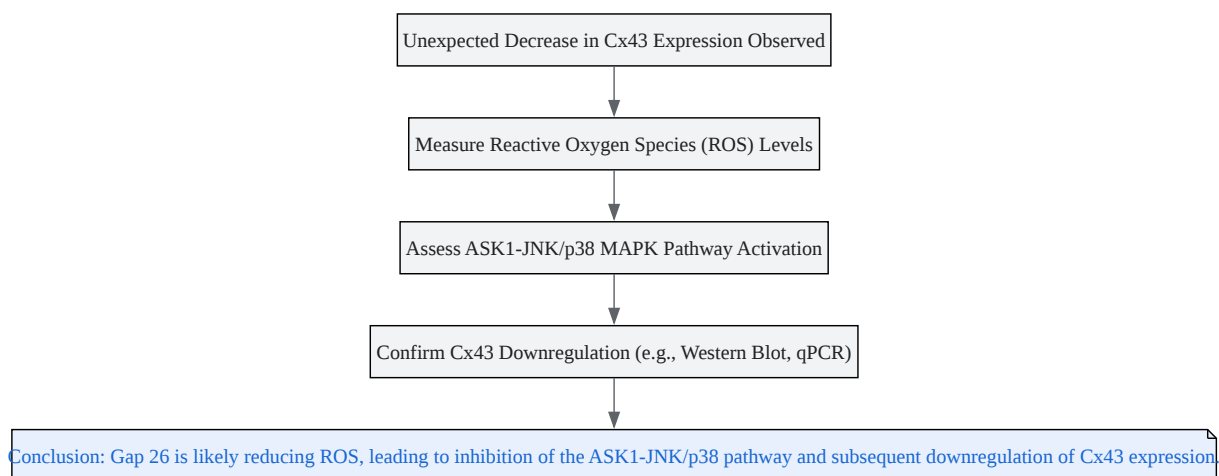 Unexpected Decrease in Cx43 Expression Observed
Measure Reactive Oxygen Species (ROS) Levels
Assess ASK1-JNK/p38 MAPK Pathway Activation
Confirm Cx43 Downregulation (e.g., Western Blot, qPCR)
Conclusion: Gap 26 is likely reducing ROS, leading to inhibition of the ASK1-JNK/p38 pathway and subsequent downregulation of Cx43 expression.